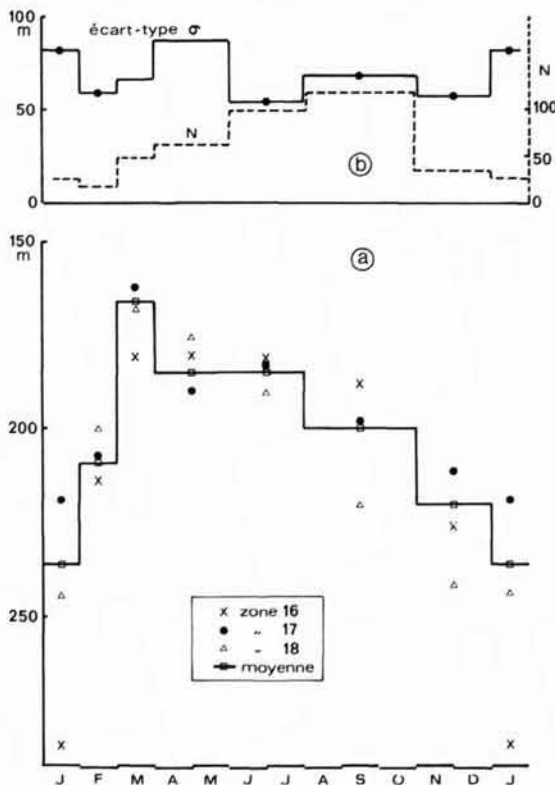 100
m
écart-type σ
N
50
N
100
50
0
0
b
150
m
a
200
250
x zone 16
● „ 17
△ „ 18
moyenne
J F M A M J J A S O N D J